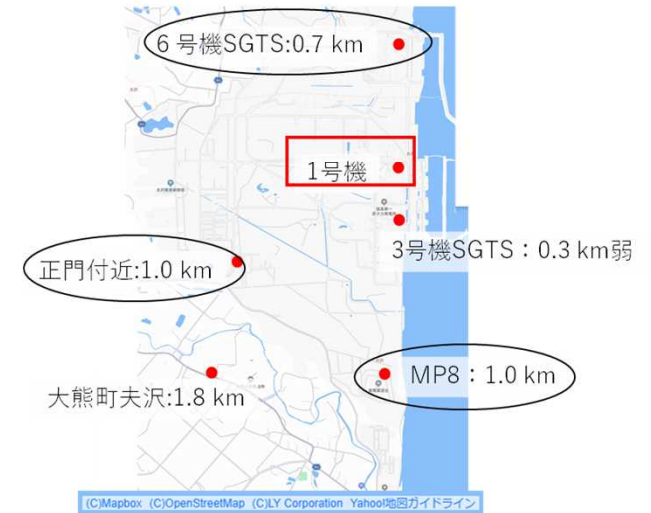 6 号機SGTS:0.7 km
1号機
3号機SGTS：0.3 km弱
正門付近:1.0 km
MP8：1.0 km
大熊町夫沢:1.8 km
(C)Mapbox (C)OpenStreetMap (C)LY Corporation Yahoo!地図ガイドライン